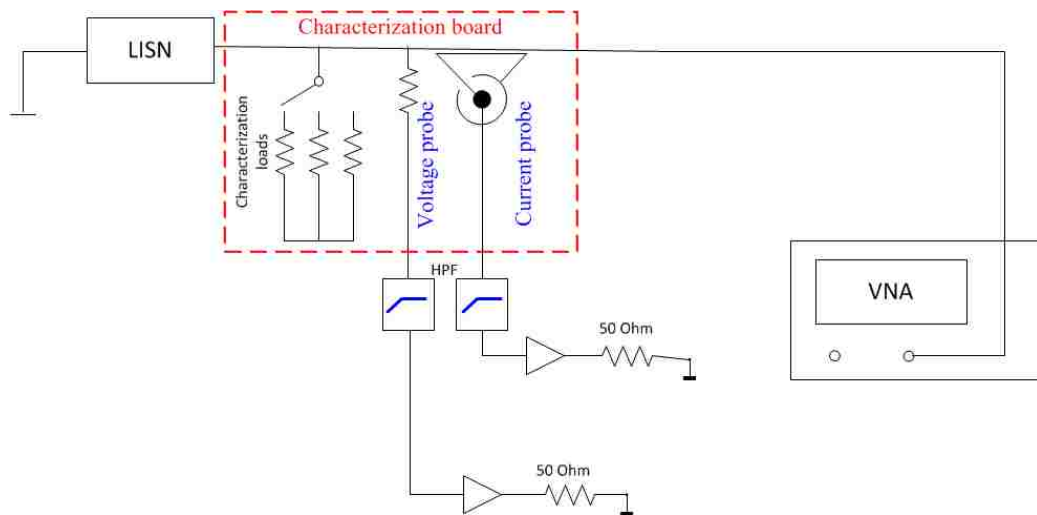 Characterization board
LISN
Characterization
loads
Voltage probe
Current probe
HPF
VNA
50 Ohm
50 Ohm